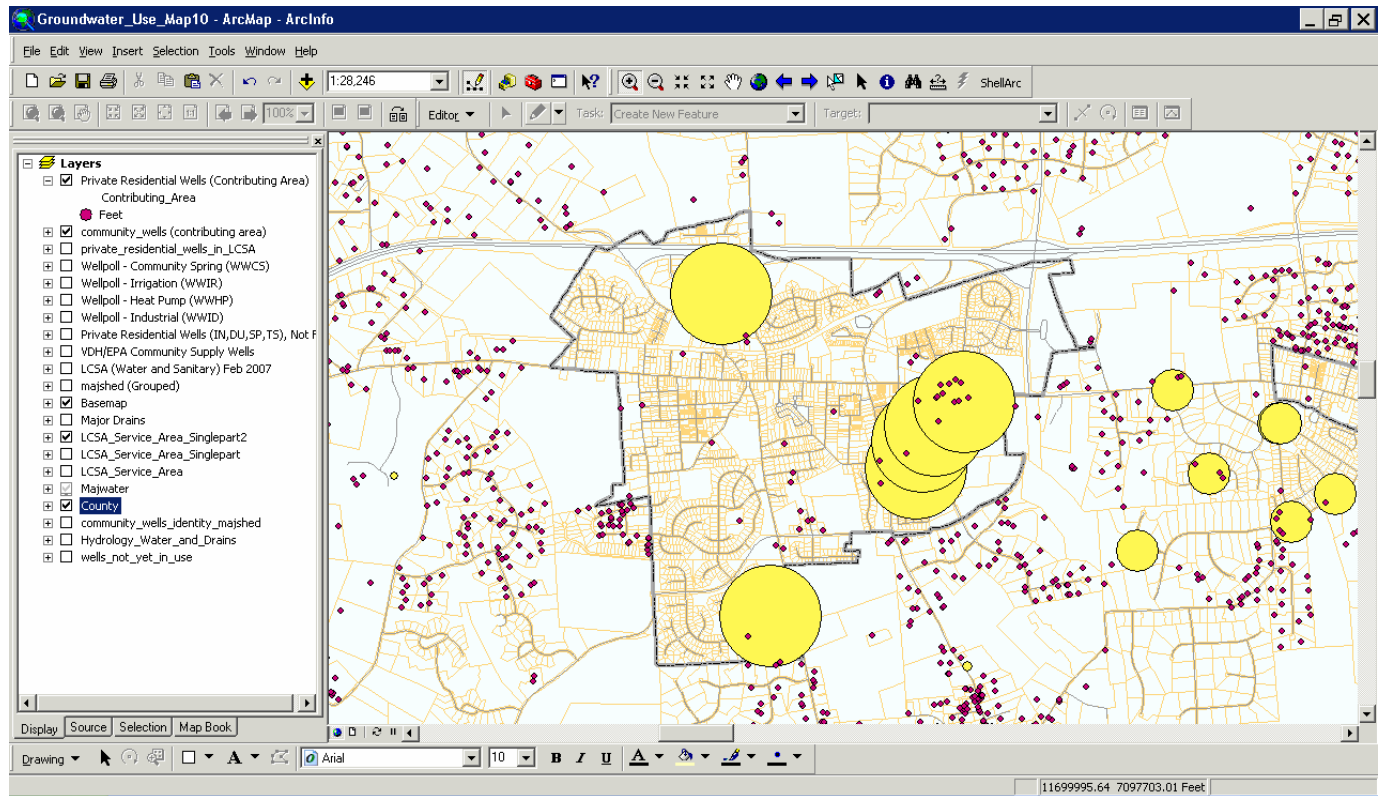 Groundwater_Use_Map10 - ArcMap - ArcInfo
File Edit View Insert Selection Tools Window Help
1:28,246 ShellArc
100% Editor Task: Create New Feature Target:
Layers
Private Residential Wells (Contributing Area)
Contributing_Area
Feet
community_wells (contributing area)
private_residential_wells_in_LCSA
Wellpoll - Community Spring (WWCS)
Wellpoll - Irrigation (WWIR)
Wellpoll - Heat Pump (WWHP)
Wellpoll - Industrial (WWID)
Private Residential Wells (IN,DU,SP,TS), Not F
VDH/EPA Community Supply Wells
LCSA (Water and Sanitary) Feb 2007
majshed (Grouped)
Basemap
Major Drains
LCSA_Service_Area_Singlepart2
LCSA_Service_Area_Singlepart
LCSA_Service_Area
Majwater
County
community_wells_identity_majshed
Hydrology_Water_and_Drains
wells_not_yet_in_use
Display Source Selection Map Book
Drawing A Arial 10 B I U A
11699995.64 7097703.01 Feet